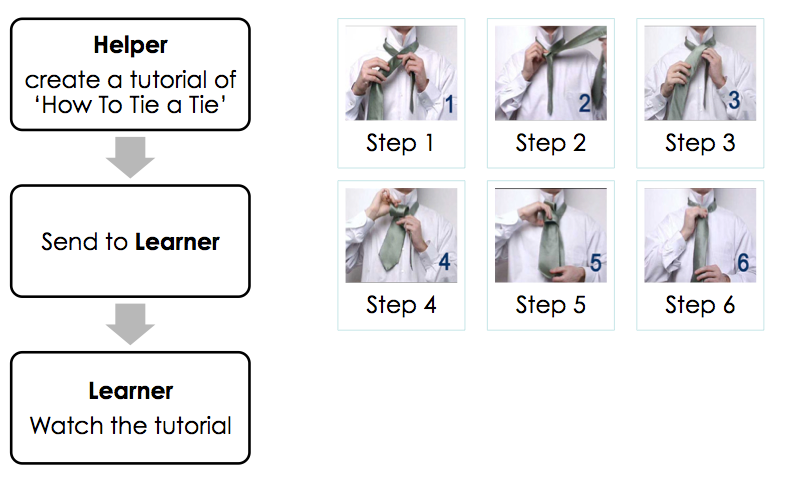 Helper
create a tutorial of
‘How To Tie a Tie’
Send to Learner
Learner
Watch the tutorial
1
Step 1
2
Step 2
3
Step 3
4
Step 4
5
Step 5
6
Step 6